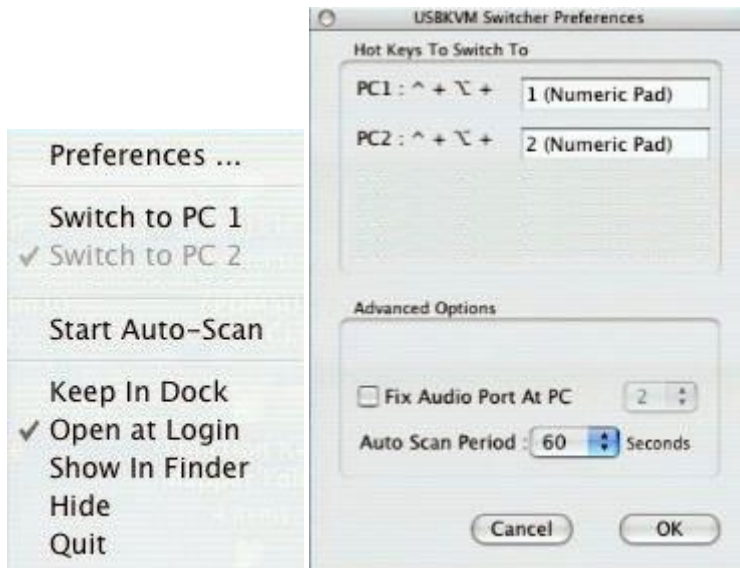 Preferences ...
Switch to PC 1
✓ Switch to PC 2
Start Auto-Scan
Keep In Dock
✓ Open at Login
Show In Finder
Hide
Quit
USBKVM Switcher Preferences
Hot Keys To Switch To
PC1 : ^ + ⌥ + 1 (Numeric Pad)
PC2 : ^ + ⌥ + 2 (Numeric Pad)
Advanced Options
Fix Audio Port At PC 2
Auto Scan Period : 60 Seconds
Cancel OK